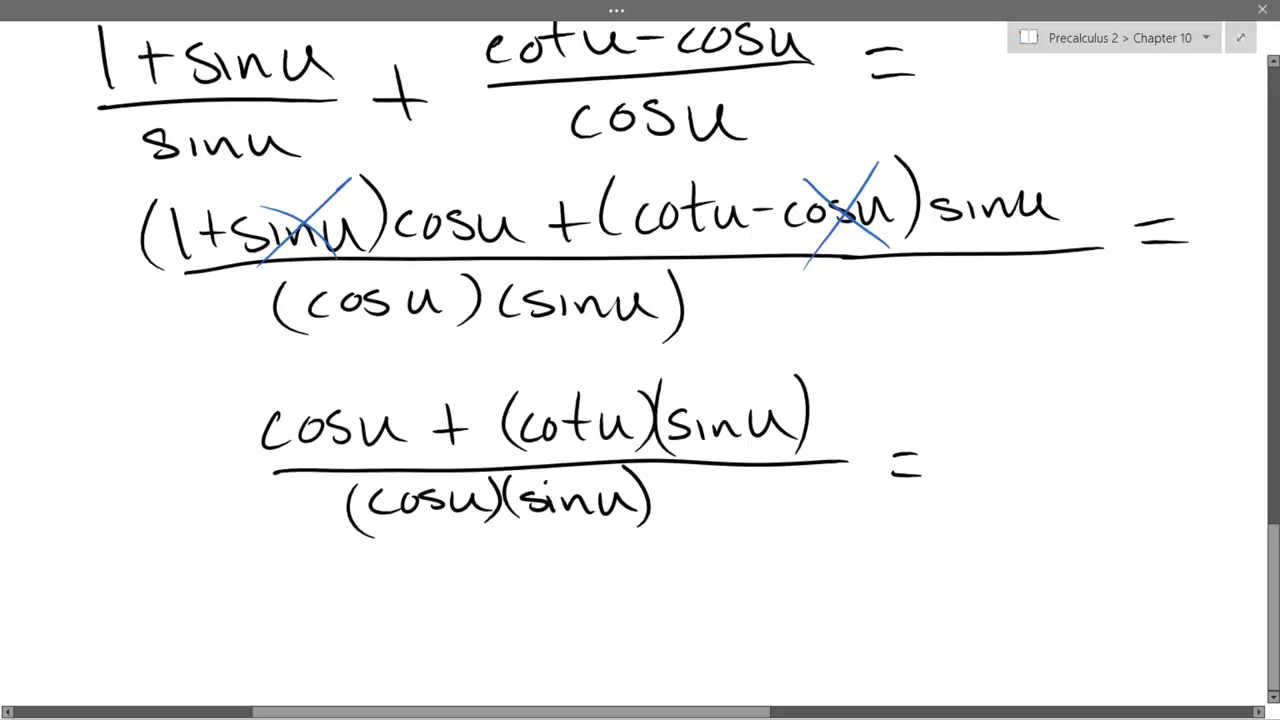 Precalculus 2 > Chapter 10
1+sinu/sinu + cotu-cosu/cosu =
(1+sinu)cosu + (cotu-cosu)sinu/(cosu)(sinu) =
cosu + (cotu)(sinu)/(cosu)(sinu) =